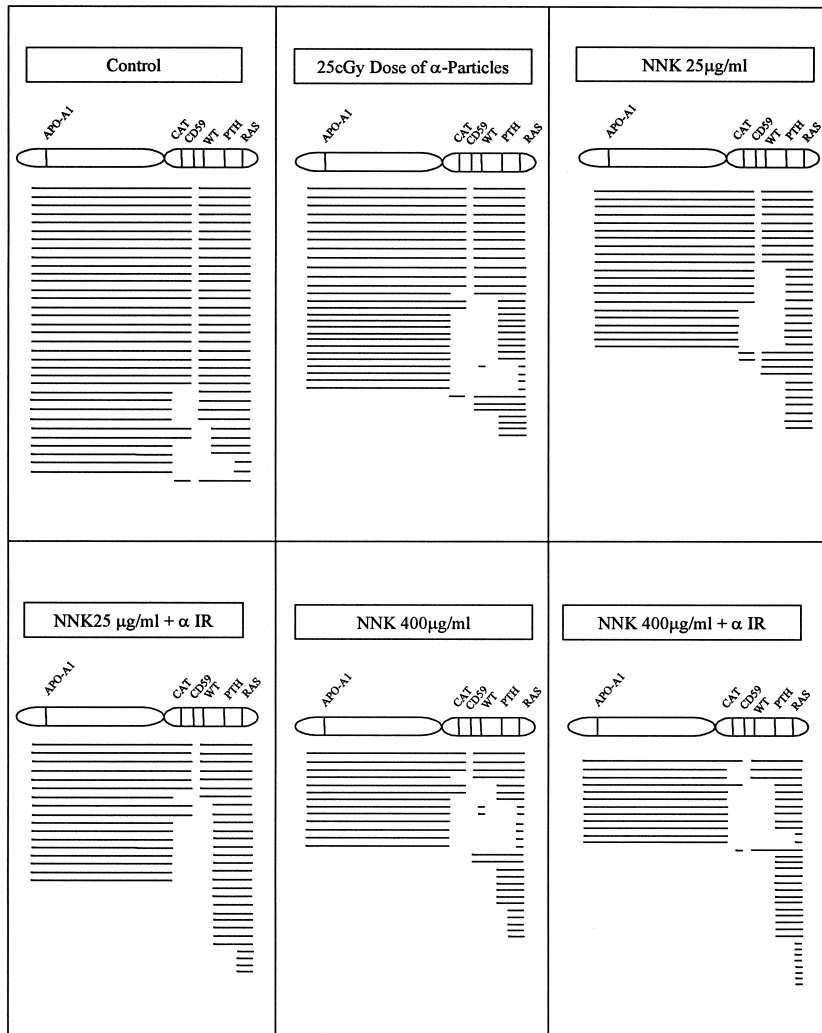 Control
APO-A1 CAT CD59 WT PTH RAS
25cGy Dose of α-Particles
APO-A1 CAT CD59 WT PTH RAS
NNK 25µg/ml
APO-A1 CAT CD59 WT PTH RAS
NNK25 µg/ml + α IR
APO-A1 CAT CD59 WT PTH RAS
NNK 400µg/ml
APO-A1 CAT CD59 WT PTH RAS
NNK 400µg/ml + α IR
APO-A1 CAT CD59 WT PTH RAS